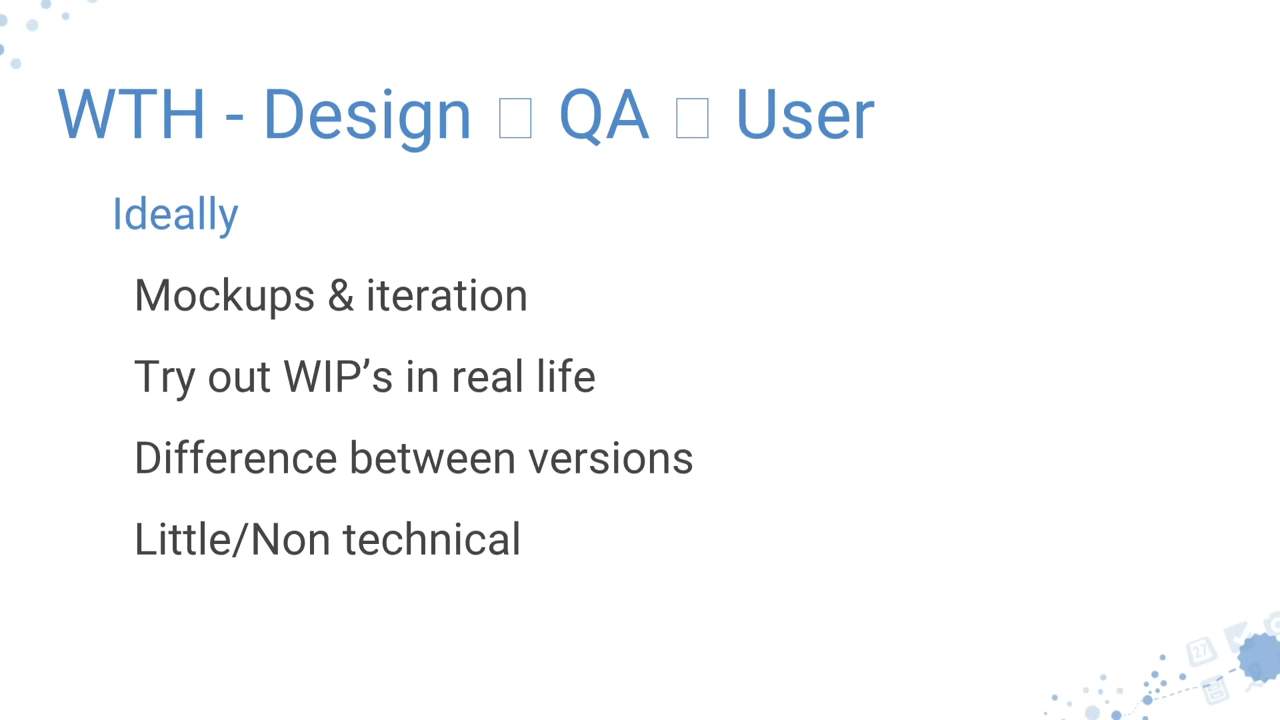 WTH - Design □ QA □ User
Ideally
Mockups & iteration
Try out WIP’s in real life
Difference between versions
Little/Non technical
27